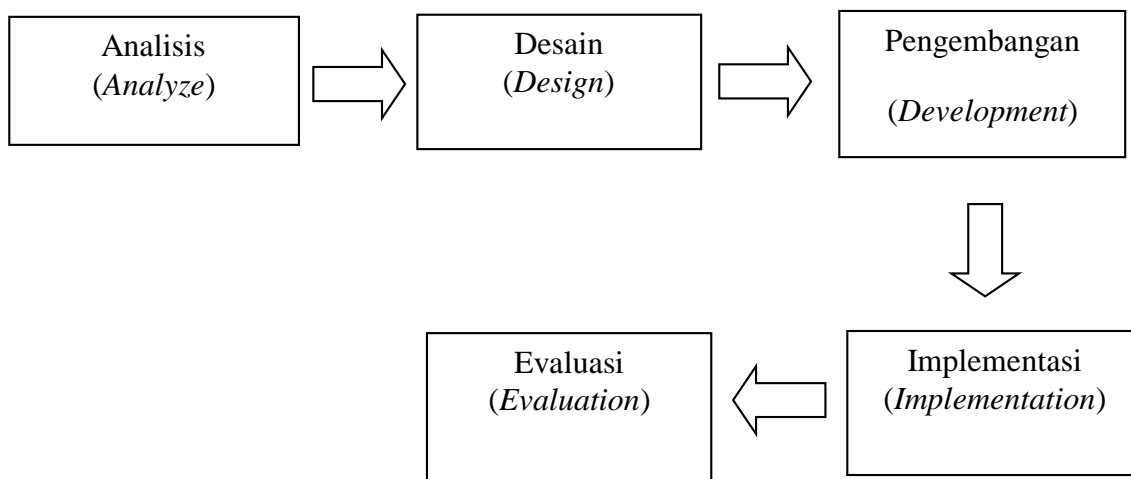 Analisis
(Analyze)
Desain
(Design)
Pengembangan
(Development)
Implementasi
(Implementation)
Evaluasi
(Evaluation)